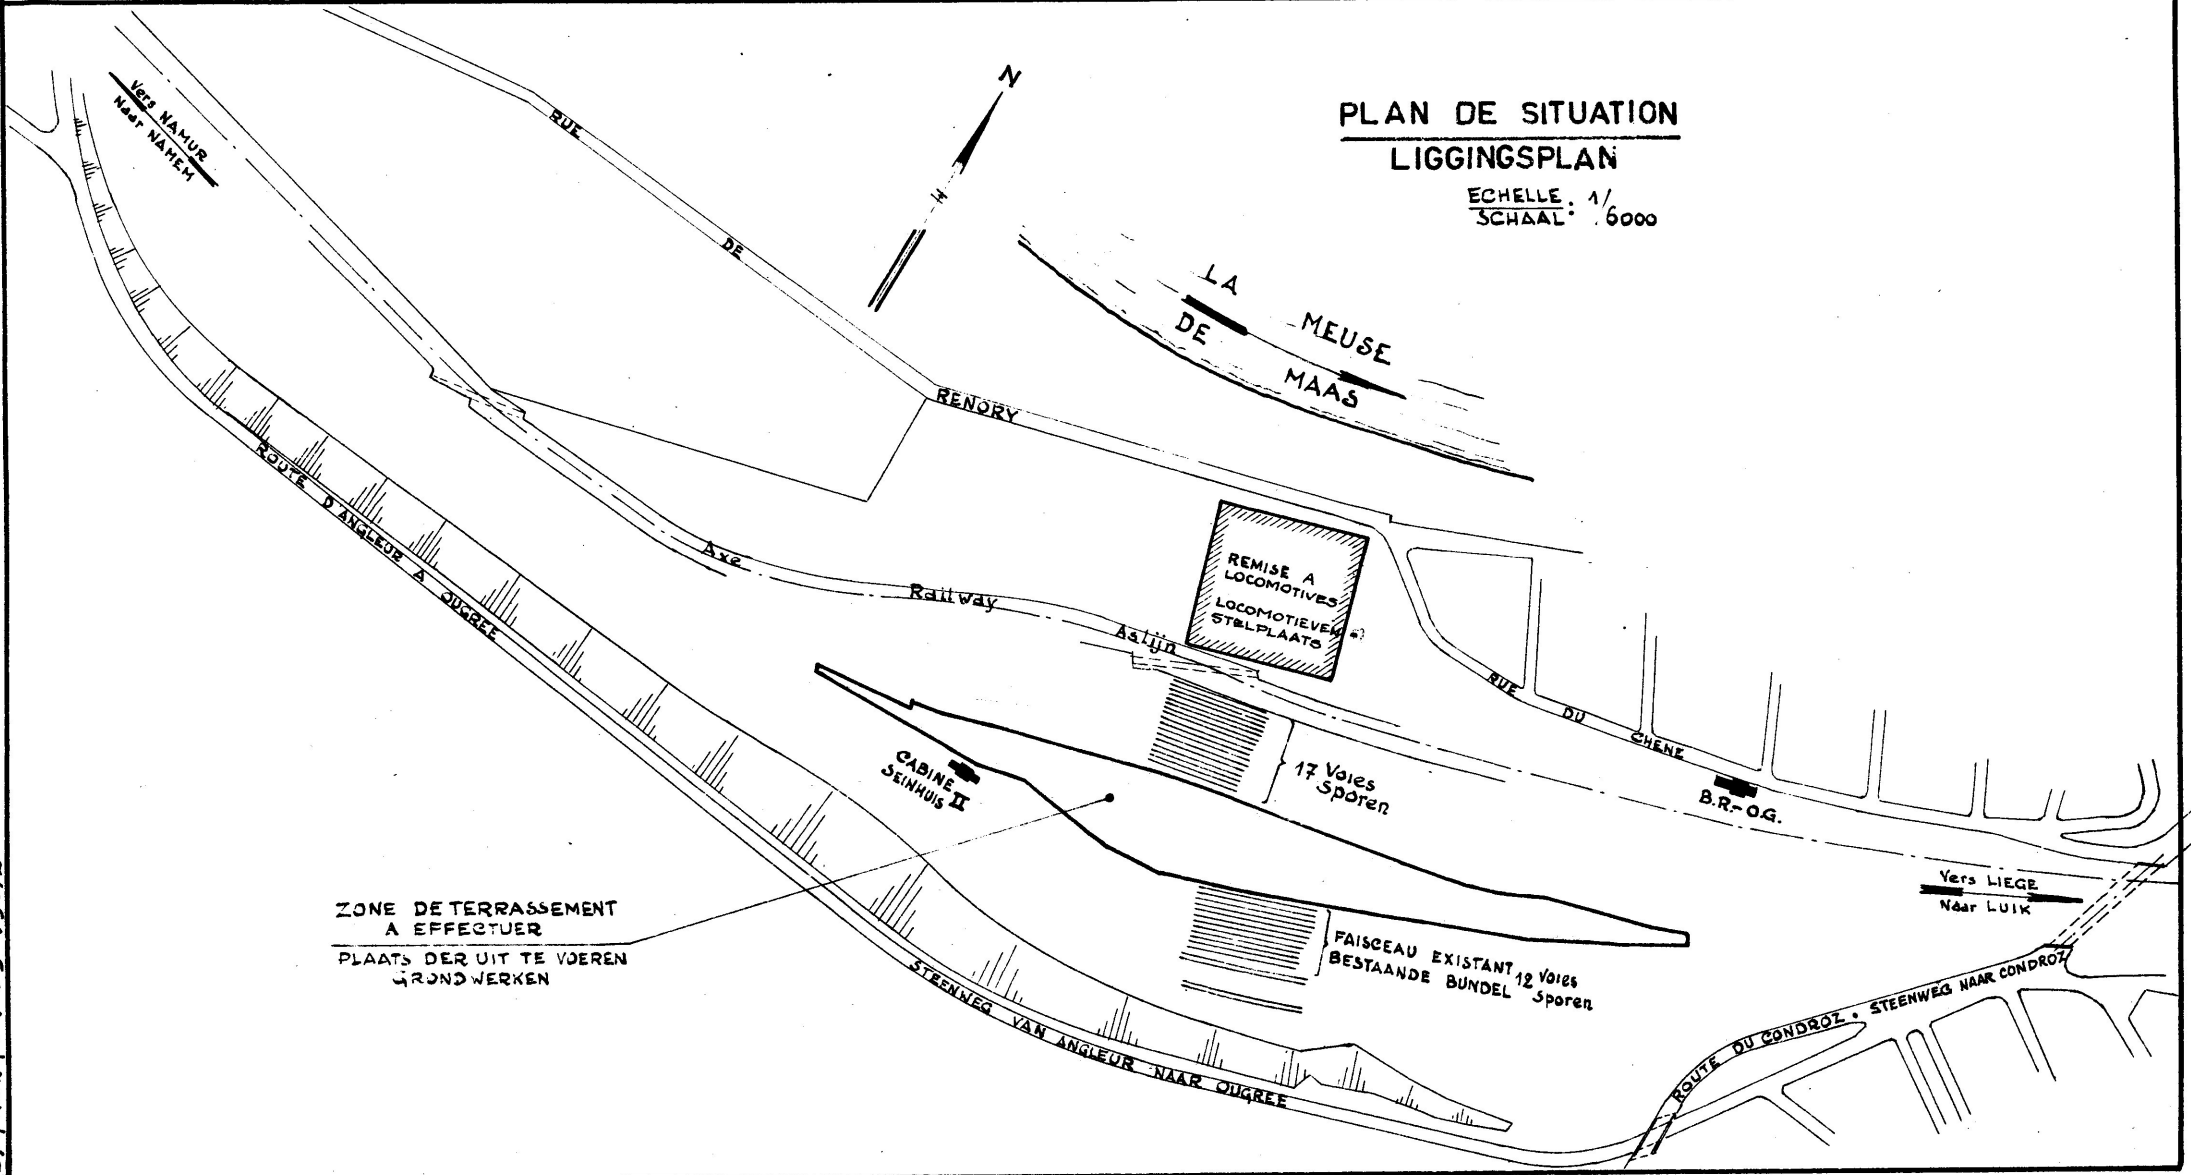 PLAN DE SITUATION
LIGGINGSPLAN
ECHELLE : 1/6000
SCHAAL :
N
Vers NAMUR
Naar NAMEM
RUE DE RENORY
LA MEUSE
DE MAAS
ROUTE D'ANGLEUR A OUGREE
Axe Railway Aslijn
REMISE A
LOCOMOTIVES
LOCOMOTIEVEN
STELPLAATS
RUE DU CHENE
CABINE II
SEINHUIS
17 Voies
Sporen
B.R.-O.G.
Vers LIEGE
Naar LUIK
ZONE DE TERRASSEMENT
A EFFECTUER
PLAATS DER UIT TE VOEREN
GRONDWERKEN
FAISCEAU EXISTANT 12 Voies
BESTAANDE BUNDEL Sporen
STEENWEG VAN ANGLEUR NAAR OUGREE
ROUTE DU CONDROZ . STEENWEG NAAR CONDROZ